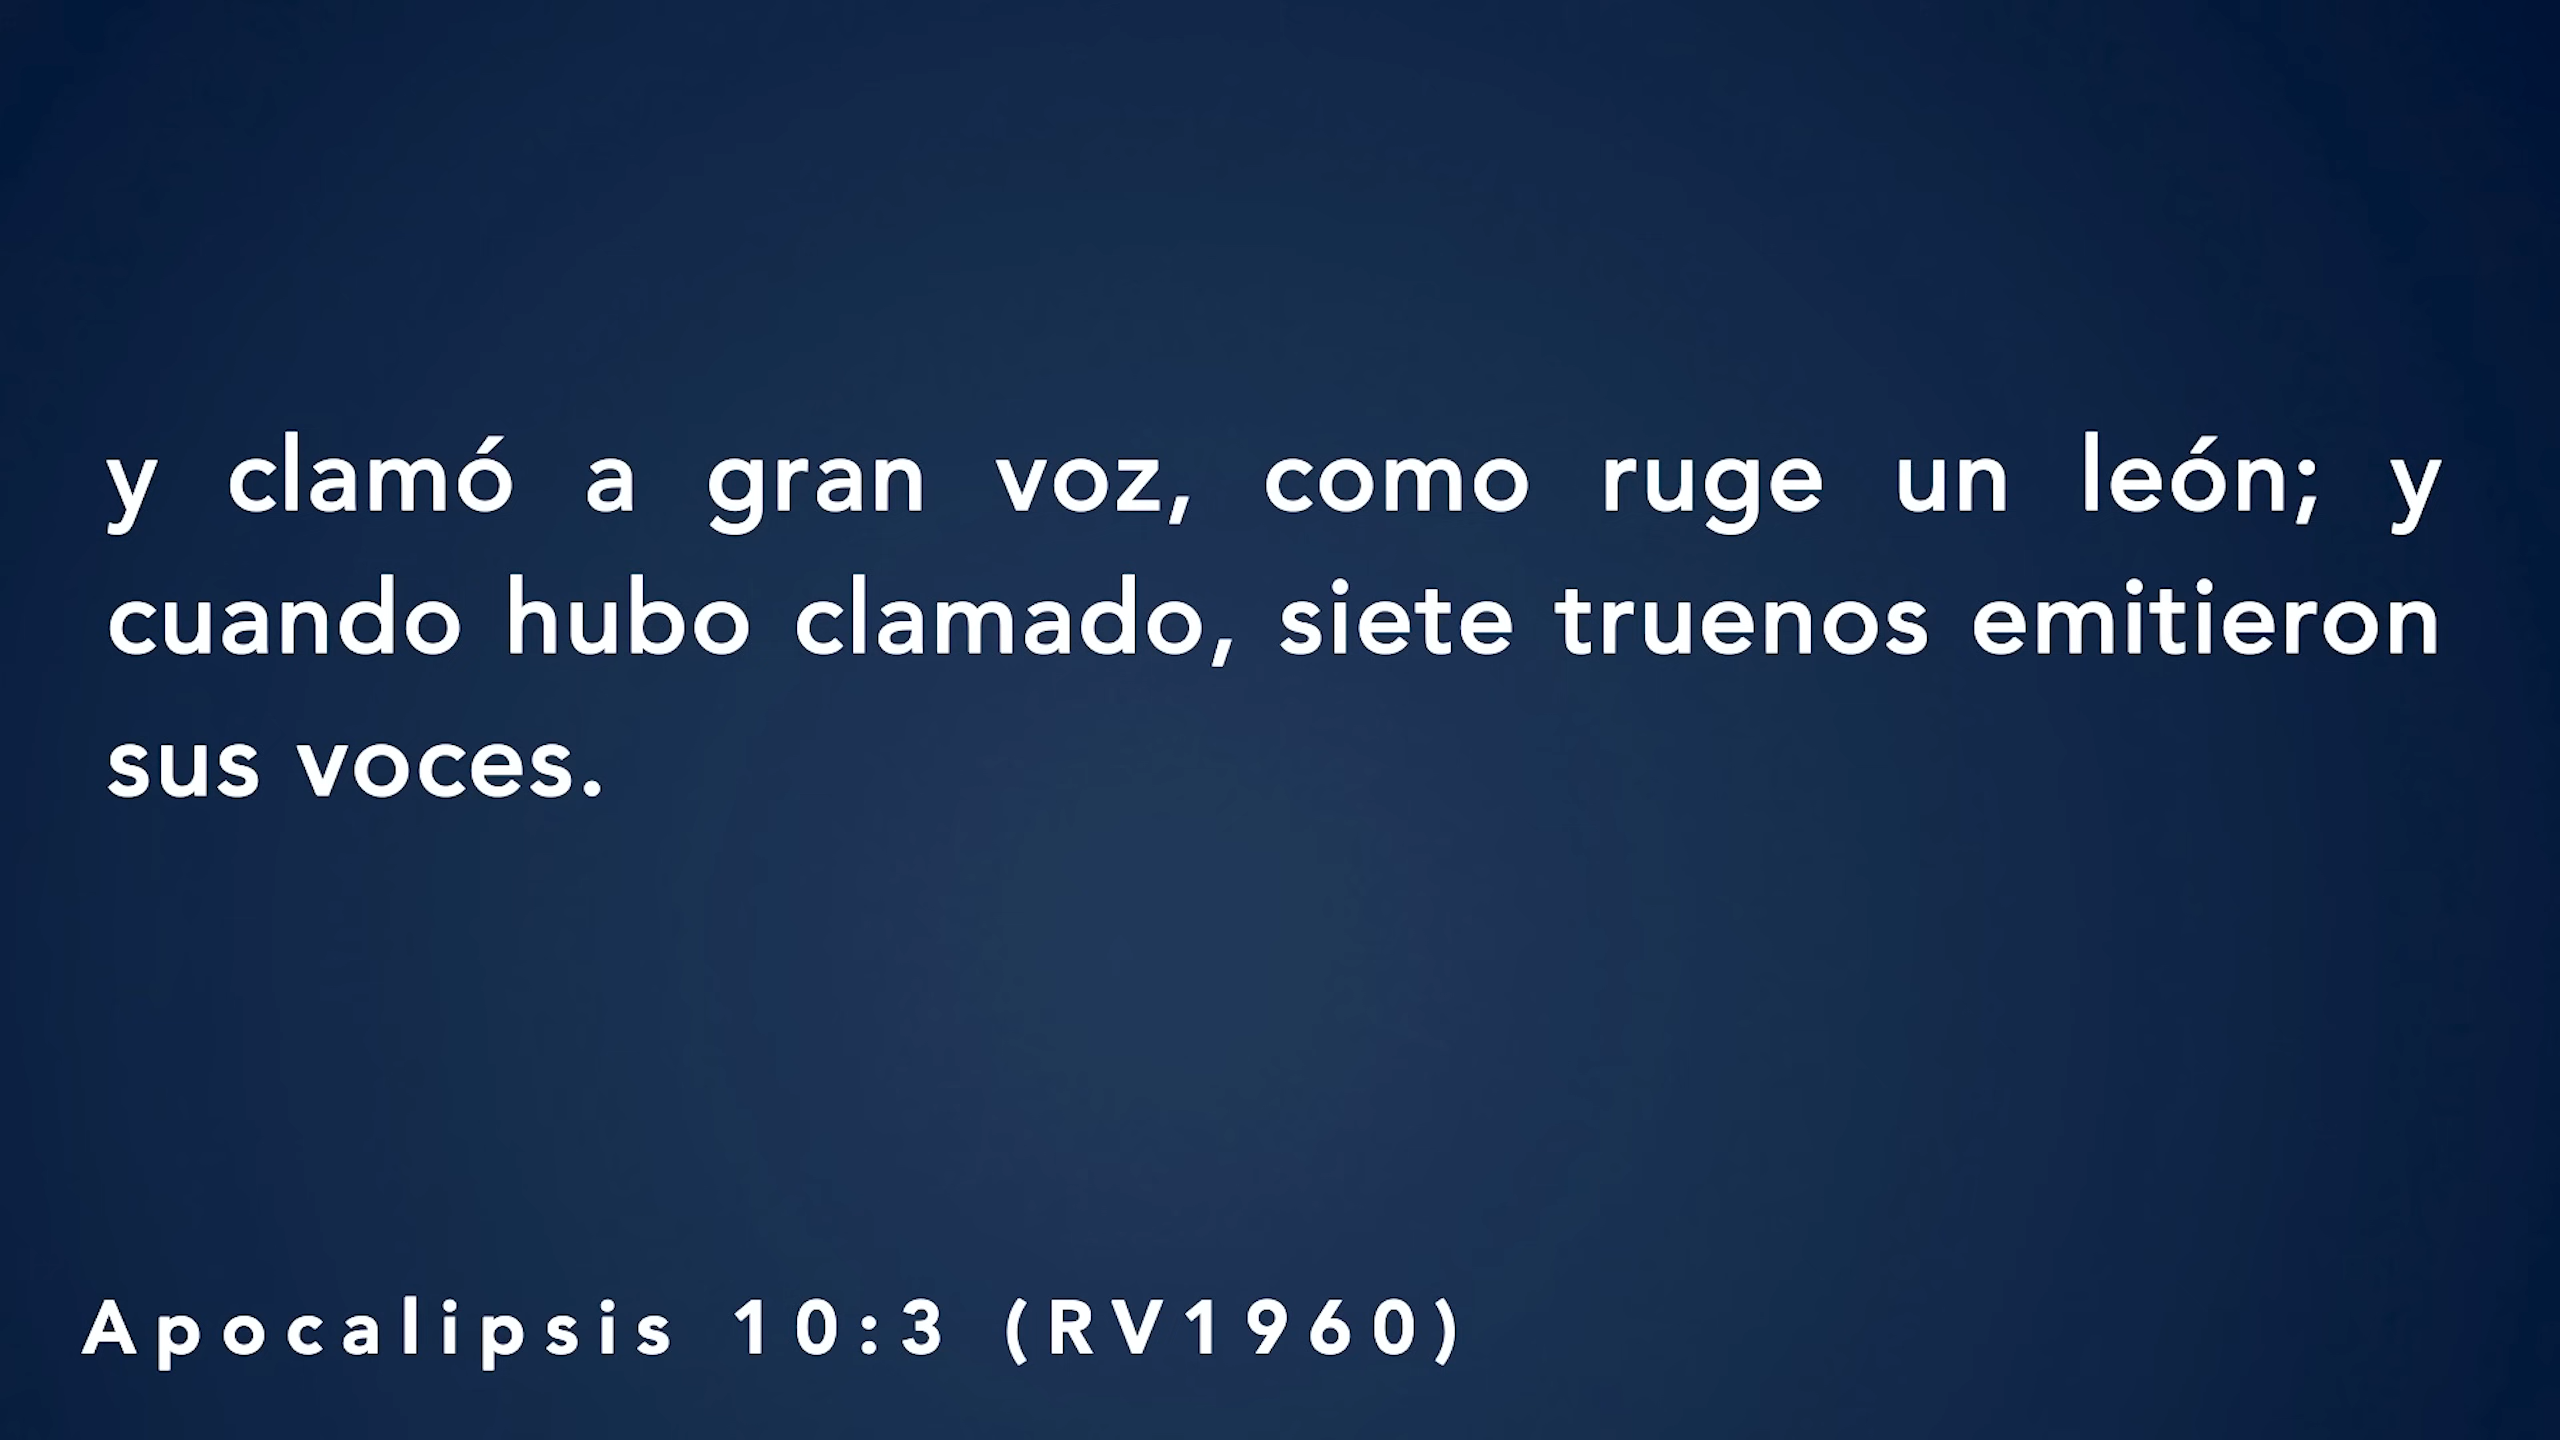 y clamó a gran voz, como ruge un león; y
cuando hubo clamado, siete truenos emitieron
sus voces.
Apocalipsis 10:3 (RV1960)